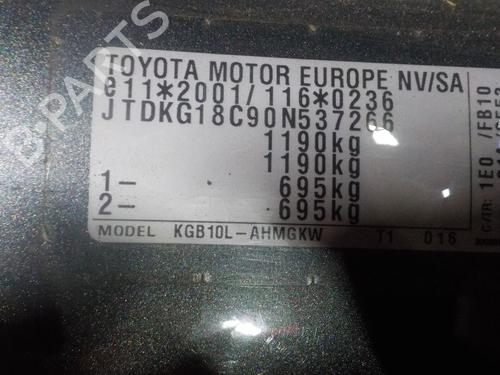 B-PARTS
TOYOTA MOTOR EUROPE NV/SA
e11*2001/116*0236
JTDKG18C90N537266
1190kg
1190kg
1- 695kg
2- 695kg
MODEL KGB10L-AHMGKW T1 016
C/TR: 1E0 /FB10